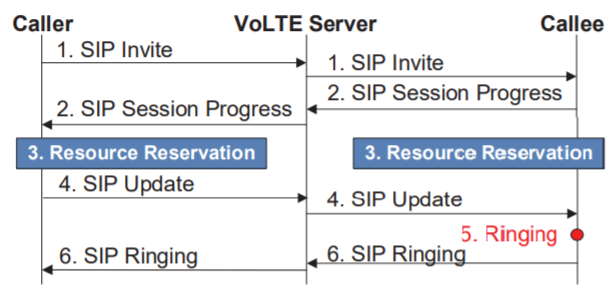 Caller VoLTE Server Callee
1. SIP Invite
1. SIP Invite
2. SIP Session Progress
2. SIP Session Progress
3. Resource Reservation 3. Resource Reservation
4. SIP Update
4. SIP Update
5. Ringing
6. SIP Ringing
6. SIP Ringing